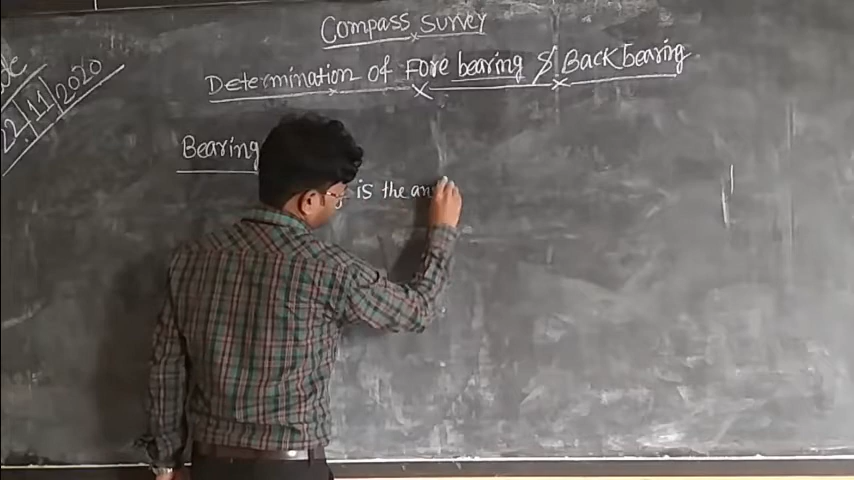 Compass survey
Determination of Fore bearing & Back bearing
22/11/2020
Bearing
is the an